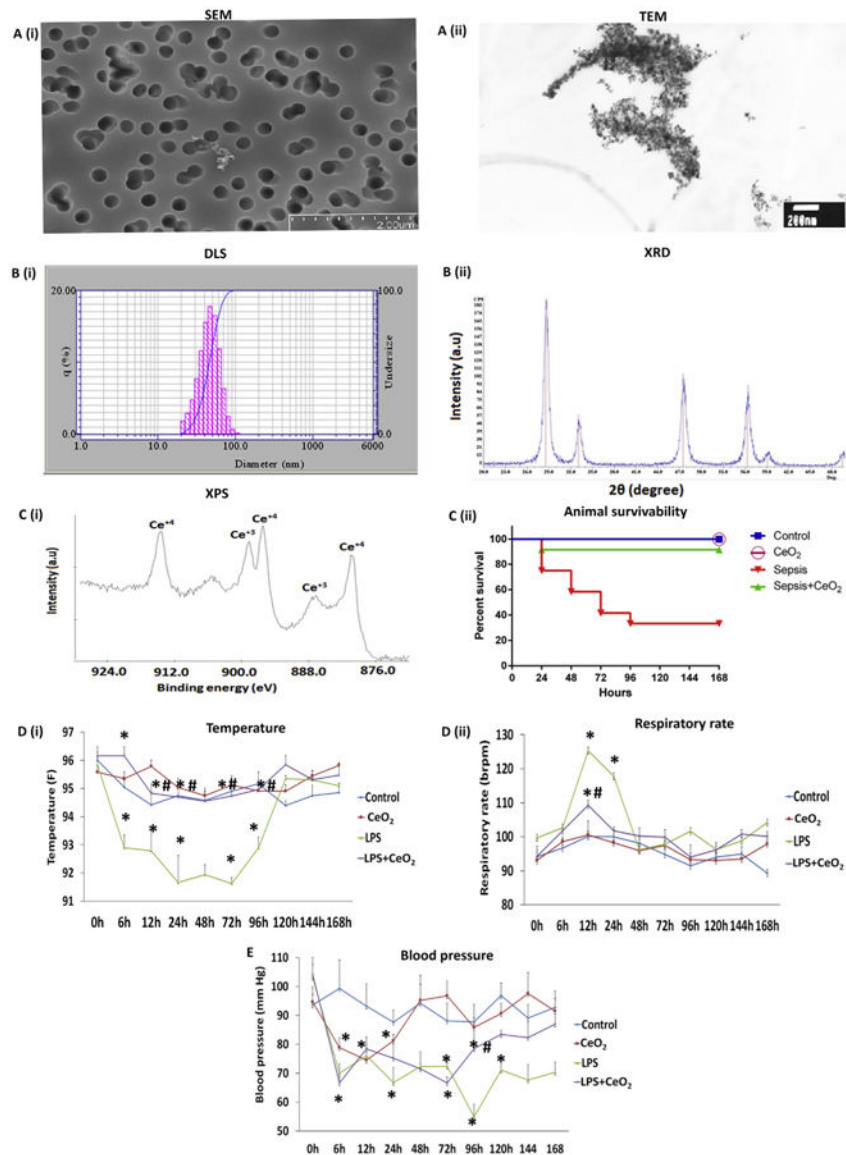 SEM
TEM
A (i)
A (ii)
2.00um
200nm
DLS
XRD
B (i)
B (ii)
20.00
100.0
q (%)
Undersize
0.0
0.0
1.0 10.0 100.0 1000 6000
Diameter (nm)
CPS
Intensity (a.u)
2θ (degree)
XPS
C (i)
Ce+4
Ce+3
Ce+4
Ce+3
Ce+4
Intensity (a.u)
924.0 912.0 900.0 888.0 876.0
Binding energy (eV)
C (ii)
Animal survivability
Percent survival
100
80
60
40
20
0
0 24 48 72 96 120 144 168
Hours
Control
CeO2
Sepsis
Sepsis+CeO2
D (i)
Temperature
Temperature (F)
97
96
95
94
93
92
91
* *# *# *# *#
* * * * *
0h 6h 12h 24h 48h 72h 96h 120h 144h 168h
Control
CeO2
LPS
LPS+CeO2
D (ii)
Respiratory rate
Respiratory rate (brpm)
130
120
110
100
90
80
* *
*#
0h 6h 12h 24h 48h 72h 96h 120h 144h 168h
Control
CeO2
LPS
LPS+CeO2
E
Blood pressure
Blood pressure (mm Hg)
110
100
90
80
70
60
50
* * * * *# *
* * * *
0h 6h 12h 24h 48h 72h 96h 120h 144 168
Control
CeO2
LPS
LPS+CeO2